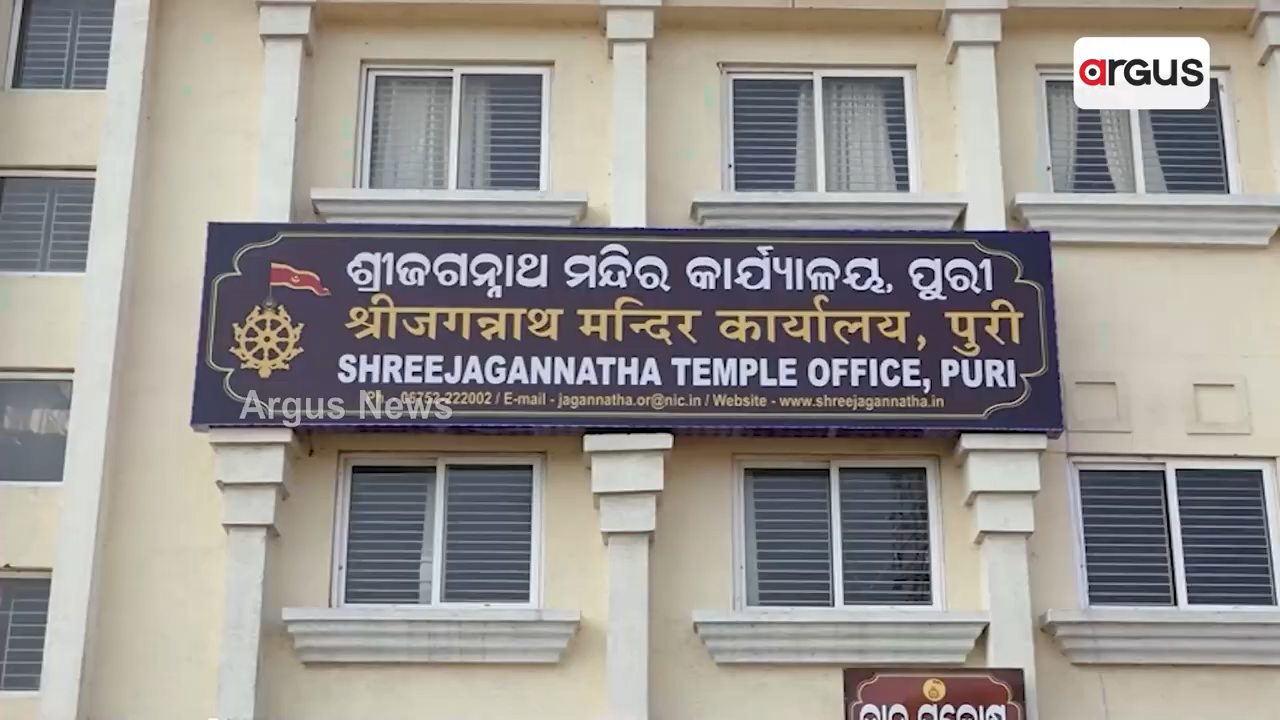 argus
ଶ୍ରୀଜଗନ୍ନାଥ ମନ୍ଦିର କାର୍ଯ୍ୟାଳୟ, ପୁରୀ
श्रीजगन्नाथ मन्दिर कार्यालय, पुरी
SHREEJAGANNATHA TEMPLE OFFICE, PURI
Ph - 06752-222002 / E-mail - jagannatha.or@nic.in / Website - www.shreejagannatha.in
Argus News